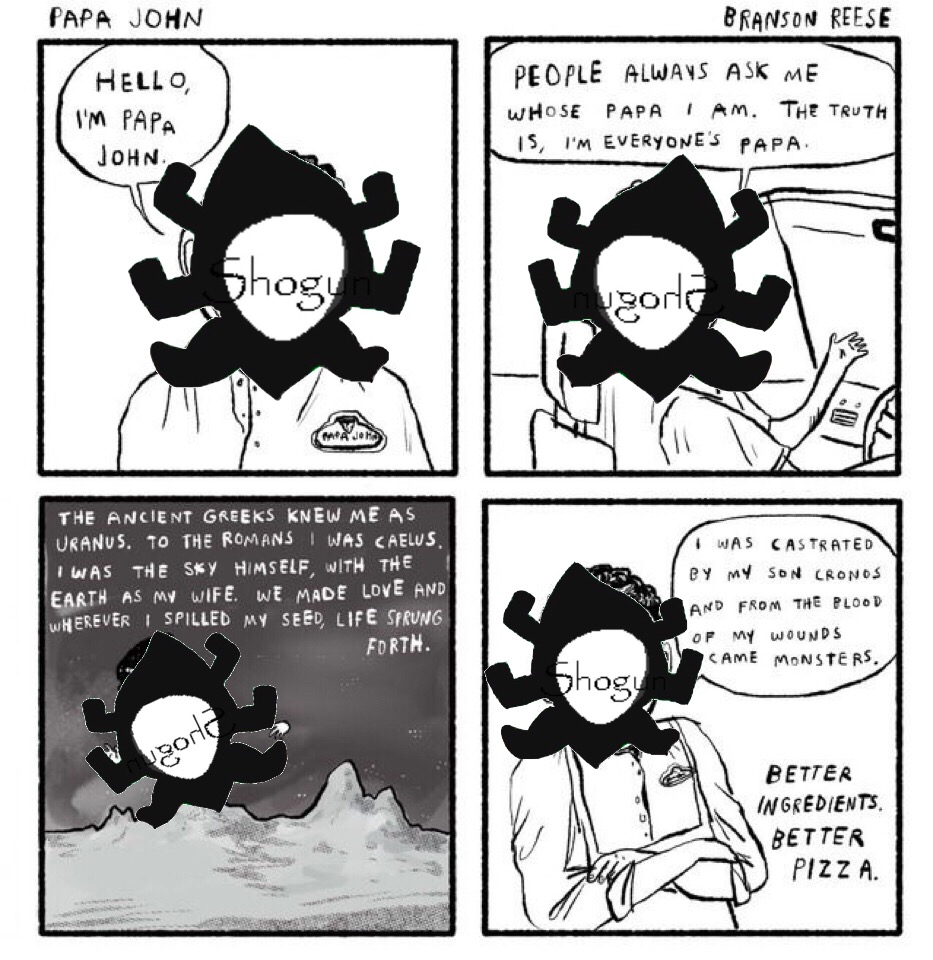 PAPA JOHN
BRANSON REESE
HELLO,
I'M PAPA
JOHN.
Shogun
PAPA JOHN
PEOPLE ALWAYS ASK ME
WHOSE PAPA I AM. THE TRUTH
IS, I'M EVERYONE'S PAPA.
Shogun
THE ANCIENT GREEKS KNEW ME AS
URANUS. TO THE ROMANS I WAS CAELUS.
I WAS THE SKY HIMSELF, WITH THE
EARTH AS MY WIFE. WE MADE LOVE AND
WHEREVER I SPILLED MY SEED, LIFE SPRUNG
FORTH.
Shogun
I WAS CASTRATED
BY MY SON CRONOS
AND FROM THE BLOOD
OF MY WOUNDS
CAME MONSTERS.
Shogun
BETTER
INGREDIENTS.
BETTER
PIZZA.